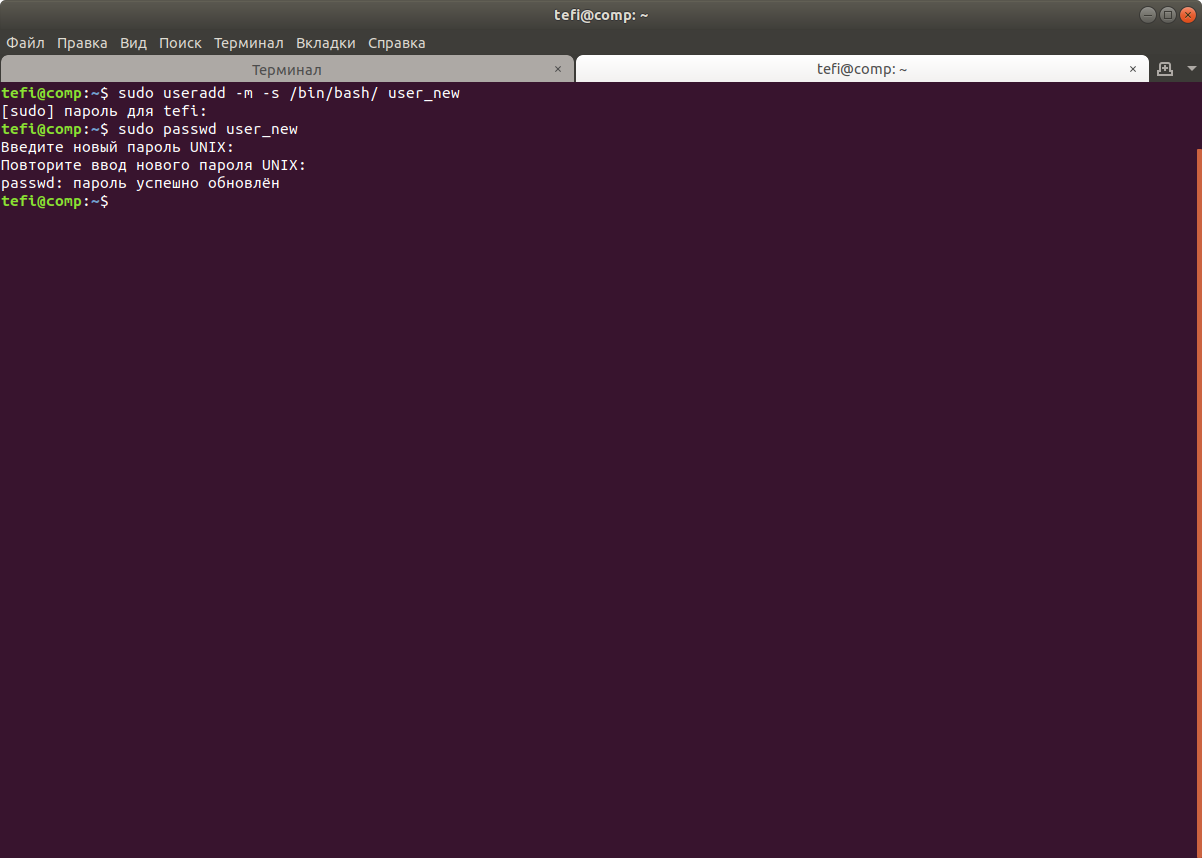 tefi@comp: ~
Файл Правка Вид Поиск Терминал Вкладки Справка
Терминал × tefi@comp: ~ ×
tefi@comp:~$ sudo useradd -m -s /bin/bash/ user_new
[sudo] пароль для tefi:
tefi@comp:~$ sudo passwd user_new
Введите новый пароль UNIX:
Повторите ввод нового пароля UNIX:
passwd: пароль успешно обновлён
tefi@comp:~$